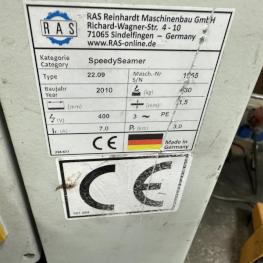 RAS
RAS Reinhardt Maschinenbau GmbH
Richard-Wagner-Str. 4 - 10
71065 Sindelfingen - Germany
www.RAS-online.de
Kategorie
Category
SpeedySeamer
Type
22.09
Masch.-Nr
S/N
Baujahr
Year
2010
(kg)
(mm)
1,5
(V)
400
3 ~ PE
(A)
7,0
3,0
CE
Made in
Germany
CE